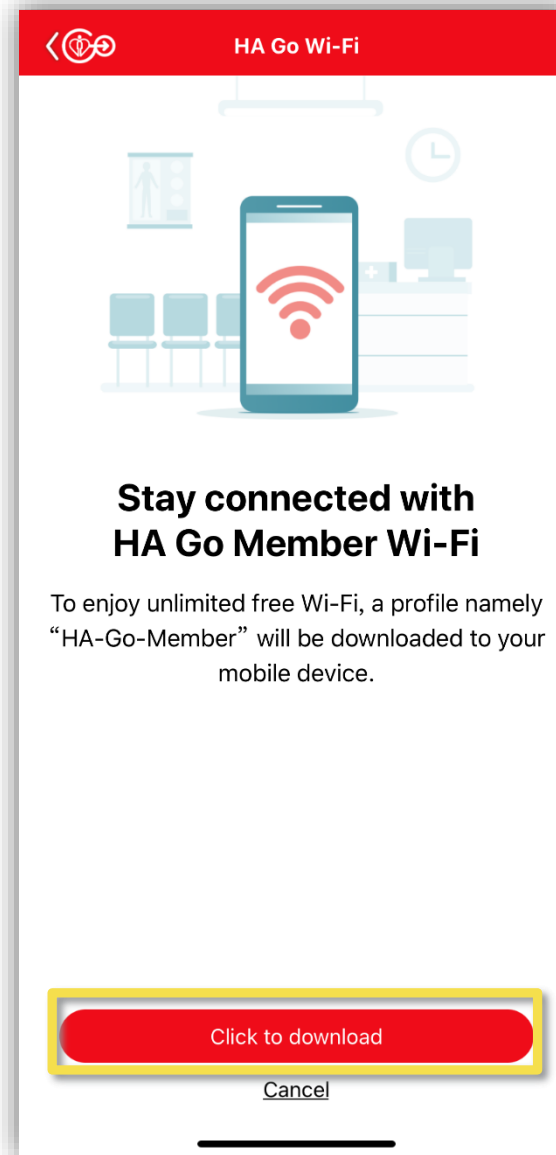 HA Go Wi-Fi
Stay connected with
HA Go Member Wi-Fi
To enjoy unlimited free Wi-Fi, a profile namely
“HA-Go-Member” will be downloaded to your
mobile device.
Click to download
Cancel